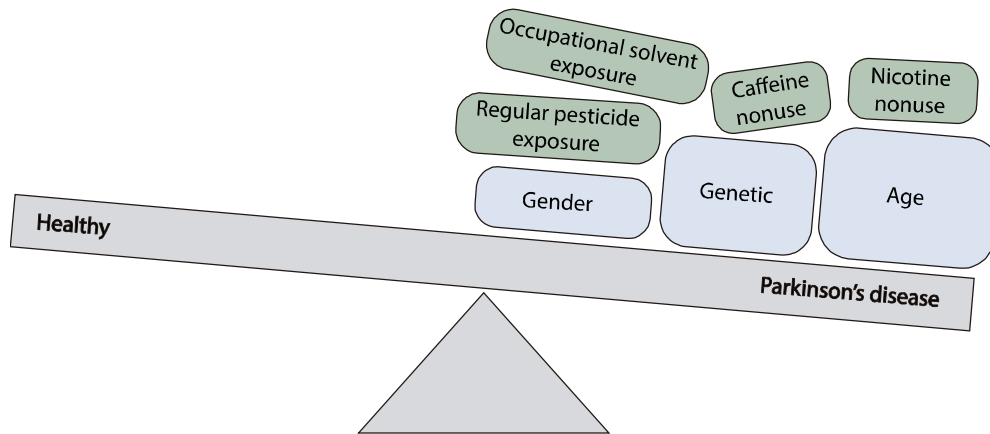 Occupational solvent
exposure
Caffeine
nonuse
Nicotine
nonuse
Regular pesticide
exposure
Gender
Genetic
Age
Healthy
Parkinson's disease